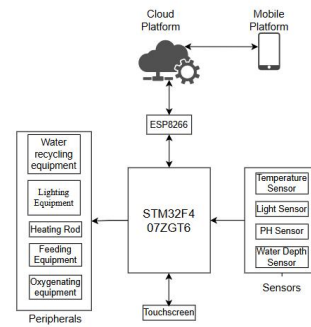 Cloud
Platform
Mobile
Platform
ESP8266
Water
recycling
equipment
Lighting
Equipment
Heating Rod
Feeding
Equipment
Oxygenating
equipment
Peripherals
STM32F4
07ZGT6
Touchscreen
Temperature
Sensor
Light Sensor
PH Sensor
Water Depth
Sensor
Sensors